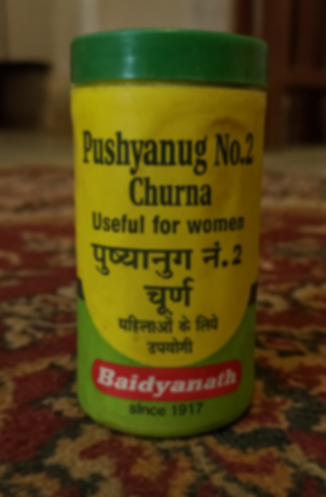 Pushyanug No.2
Churna
Useful for women
पुष्यानुग नं.2
चूर्ण
महिलाओं के लिये
उपयोगी
Baidyanath
since 1917